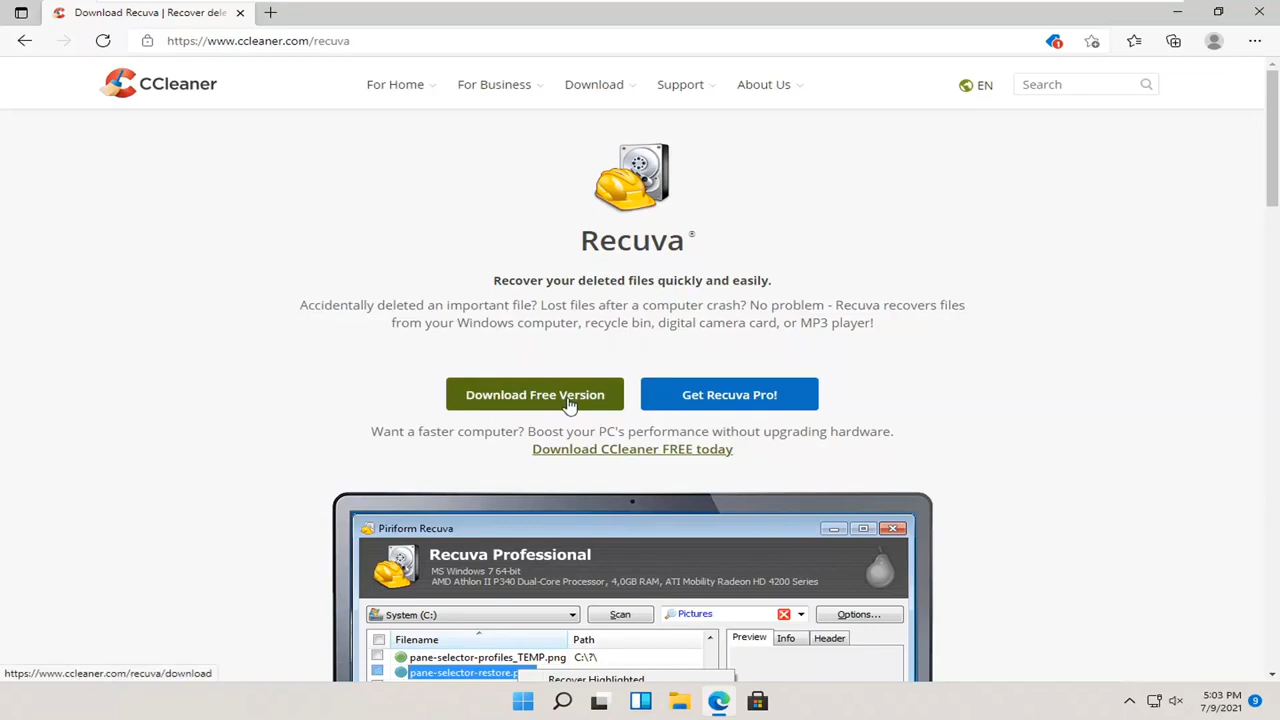 Download Recuva | Recover dele
https://www.ccleaner.com/recuva
1
CCleaner
For Home
For Business
Download
Support
About Us
EN
Search
Recuva ®
Recover your deleted files quickly and easily.
Accidentally deleted an important file? Lost files after a computer crash? No problem - Recuva recovers files
from your Windows computer, recycle bin, digital camera card, or MP3 player!
Download Free Version
Get Recuva Pro!
Want a faster computer? Boost your PC's performance without upgrading hardware.
Download CCleaner FREE today
Piriform Recuva
Recuva Professional
MS Windows 7 64-bit
AMD Athlon II P340 Dual-Core Processor, 4,0GB RAM, ATI Mobility Radeon HD 4200 Series
System (C:)
Scan
Pictures
Options...
Filename
Path
Preview
Info
Header
pane-selector-profiles_TEMP.png
C:\?\
pane-selector-restore.p
Recover Highlighted
https://www.ccleaner.com/recuva/download
5:03 PM
7/9/2021
9